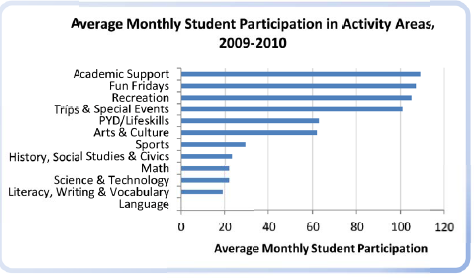 Average Monthly Student Participation in Activity Areas,
2009-2010
Academic Support
Fun Fridays
Recreation
Trips & Special Events
PYD/Lifeskills
Arts & Culture
Sports
History, Social Studies & Civics
Math
Science & Technology
Literacy, Writing & Vocabulary
Language
0 20 40 60 80 100 120
Average Monthly Student Participation